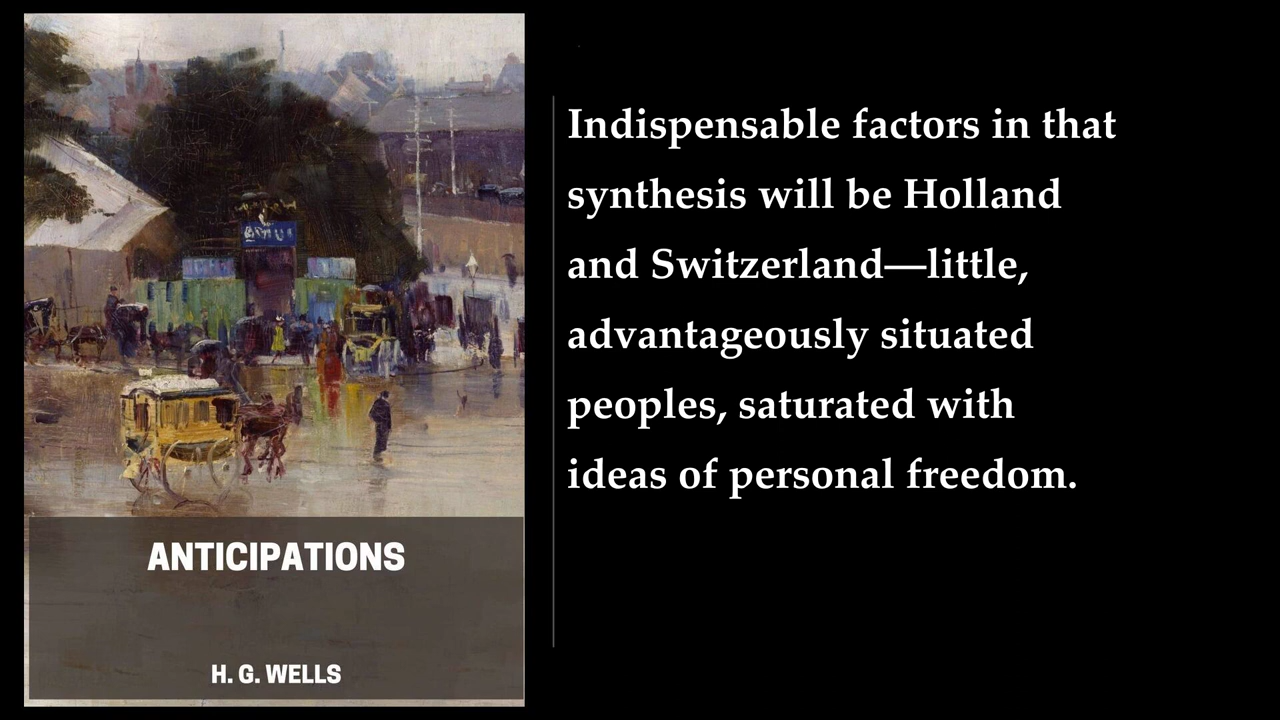 ANTICIPATIONS
H. G. WELLS
Indispensable factors in that
synthesis will be Holland
and Switzerland—little,
advantageously situated
peoples, saturated with
ideas of personal freedom.